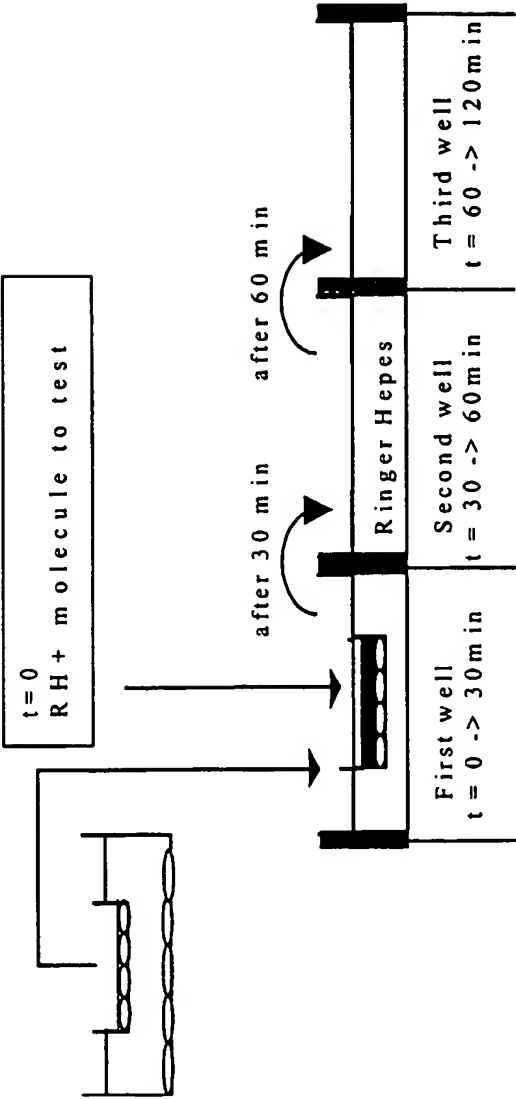 t=0
RH+ molecule to test
after 30 min
after 60 min
Ringer Hepes
First well
t = 0 -> 30min
Second well
t = 30 -> 60min
Third well
t = 60 -> 120min